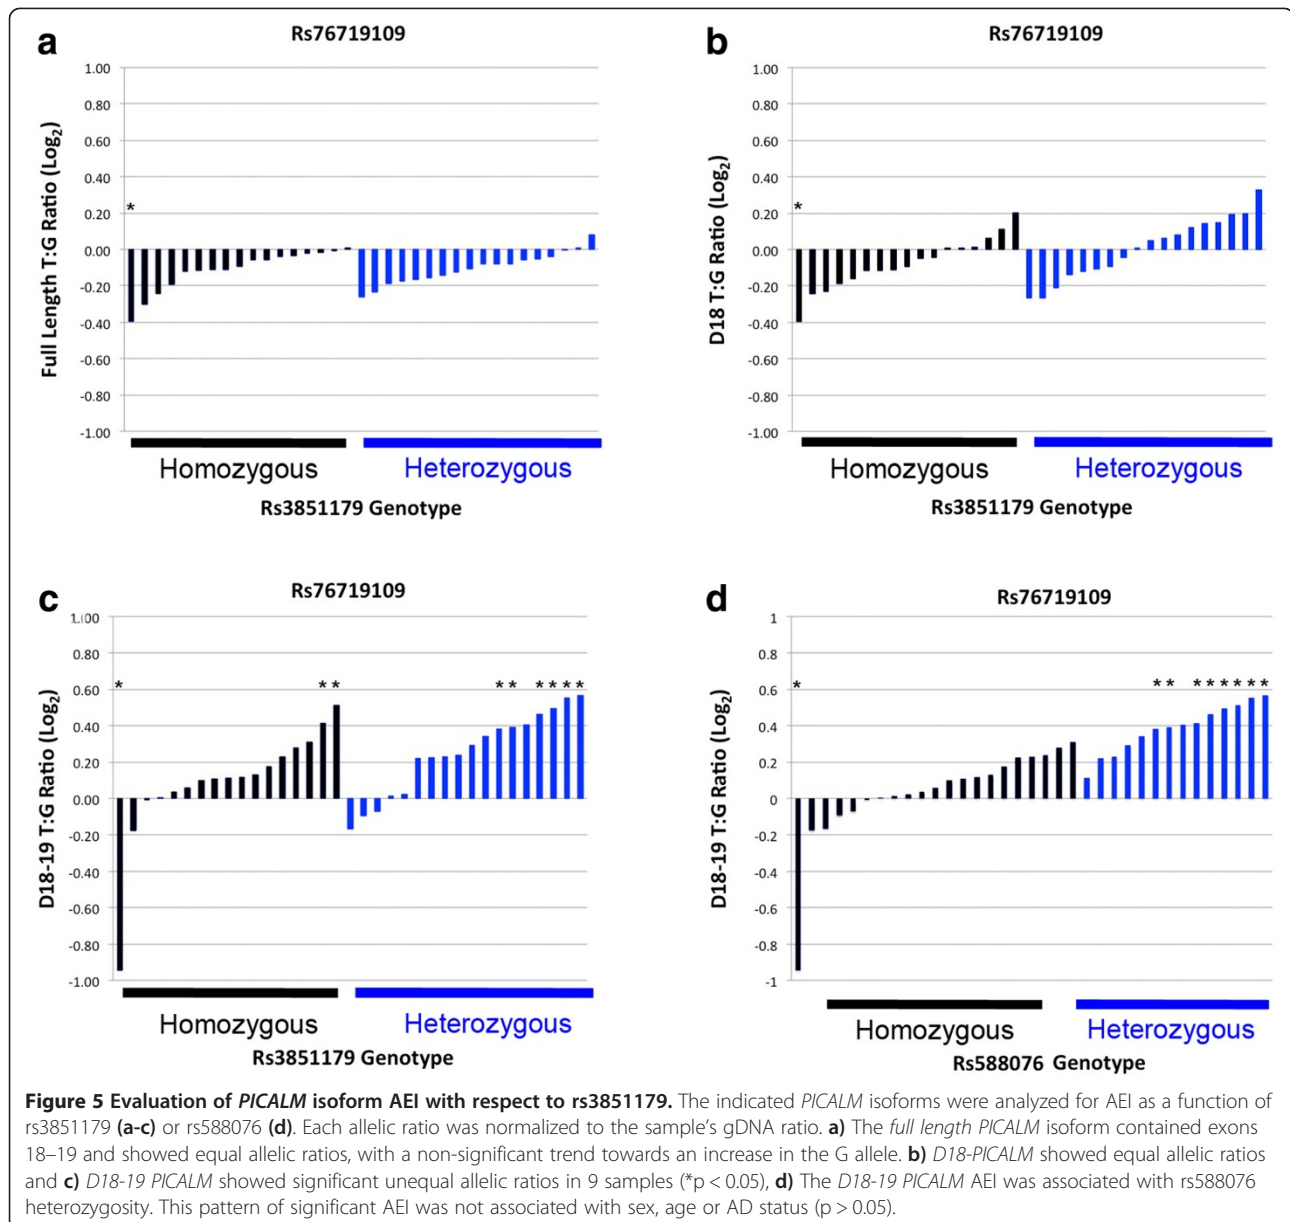 a
Rs76719109
1.00
0.80
0.60
0.40
0.20
0.00
-0.20
-0.40
-0.60
-0.80
-1.00
Full Length T:G Ratio (Log2)
*
Homozygous
Heterozygous
Rs3851179 Genotype
b
Rs76719109
1.00
0.80
0.60
0.40
0.20
0.00
-0.20
-0.40
-0.60
-0.80
-1.00
D18 T:G Ratio (Log2)
*
Homozygous
Heterozygous
Rs3851179 Genotype
c
Rs76719109
1.00
0.80
0.60
0.40
0.20
0.00
-0.20
-0.40
-0.60
-0.80
-1.00
D18-19 T:G Ratio (Log2)
* * * * * * * * *
Homozygous
Heterozygous
Rs3851179 Genotype
d
Rs76719109
1
0.8
0.6
0.4
0.2
0
-0.2
-0.4
-0.6
-0.8
-1
D18-19 T:G Ratio (Log2)
* * * * * * * * *
Homozygous
Heterozygous
Rs588076 Genotype
Figure 5 Evaluation of PICALM isoform AEI with respect to rs3851179. The indicated PICALM isoforms were analyzed for AEI as a function of
rs3851179 (a-c) or rs588076 (d). Each allelic ratio was normalized to the sample's gDNA ratio. a) The full length PICALM isoform contained exons
18–19 and showed equal allelic ratios, with a non-significant trend towards an increase in the G allele. b) D18-PICALM showed equal allelic ratios
and c) D18-19 PICALM showed significant unequal allelic ratios in 9 samples (*p < 0.05), d) The D18-19 PICALM AEI was associated with rs588076
heterozygosity. This pattern of significant AEI was not associated with sex, age or AD status (p > 0.05).